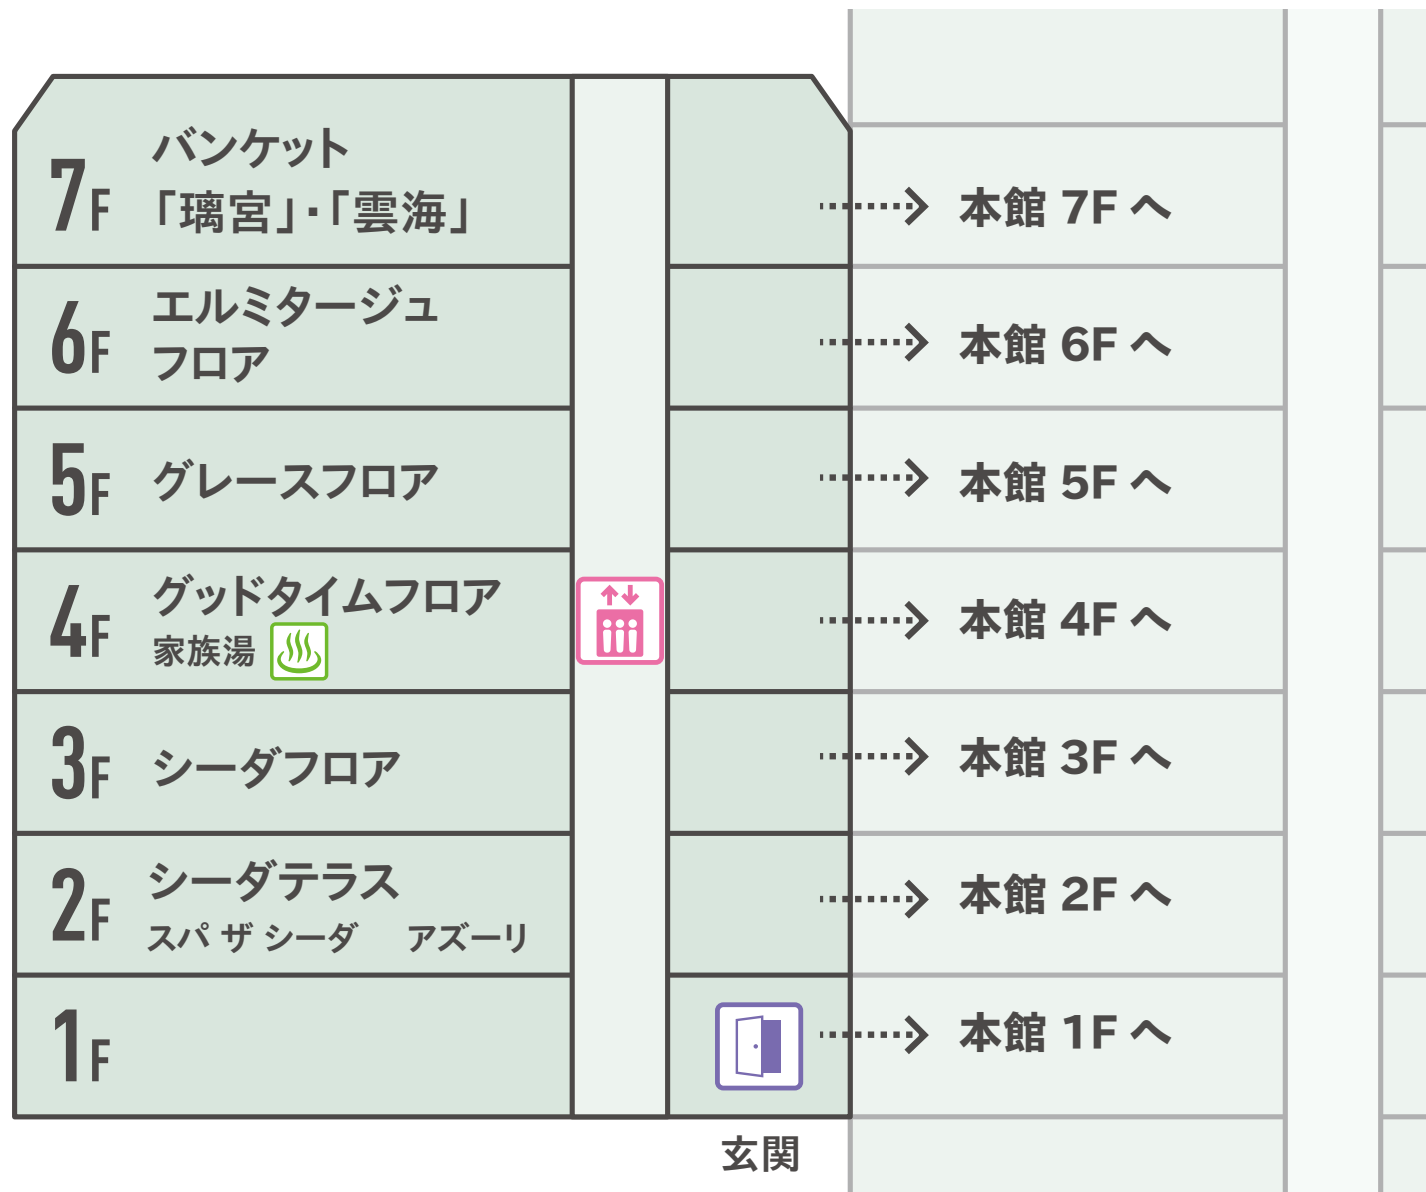 7F バンケット
「璃宮」・「雲海」
本館 7F へ
6F エルミタージュ
フロア
本館 6F へ
5F グレースフロア
本館 5F へ
4F グッドタイムフロア
家族湯
本館 4F へ
3F シーダフロア
本館 3F へ
2F シーダテラス
スパ ザ シーダ アズーリ
本館 2F へ
1F
本館 1F へ
玄関